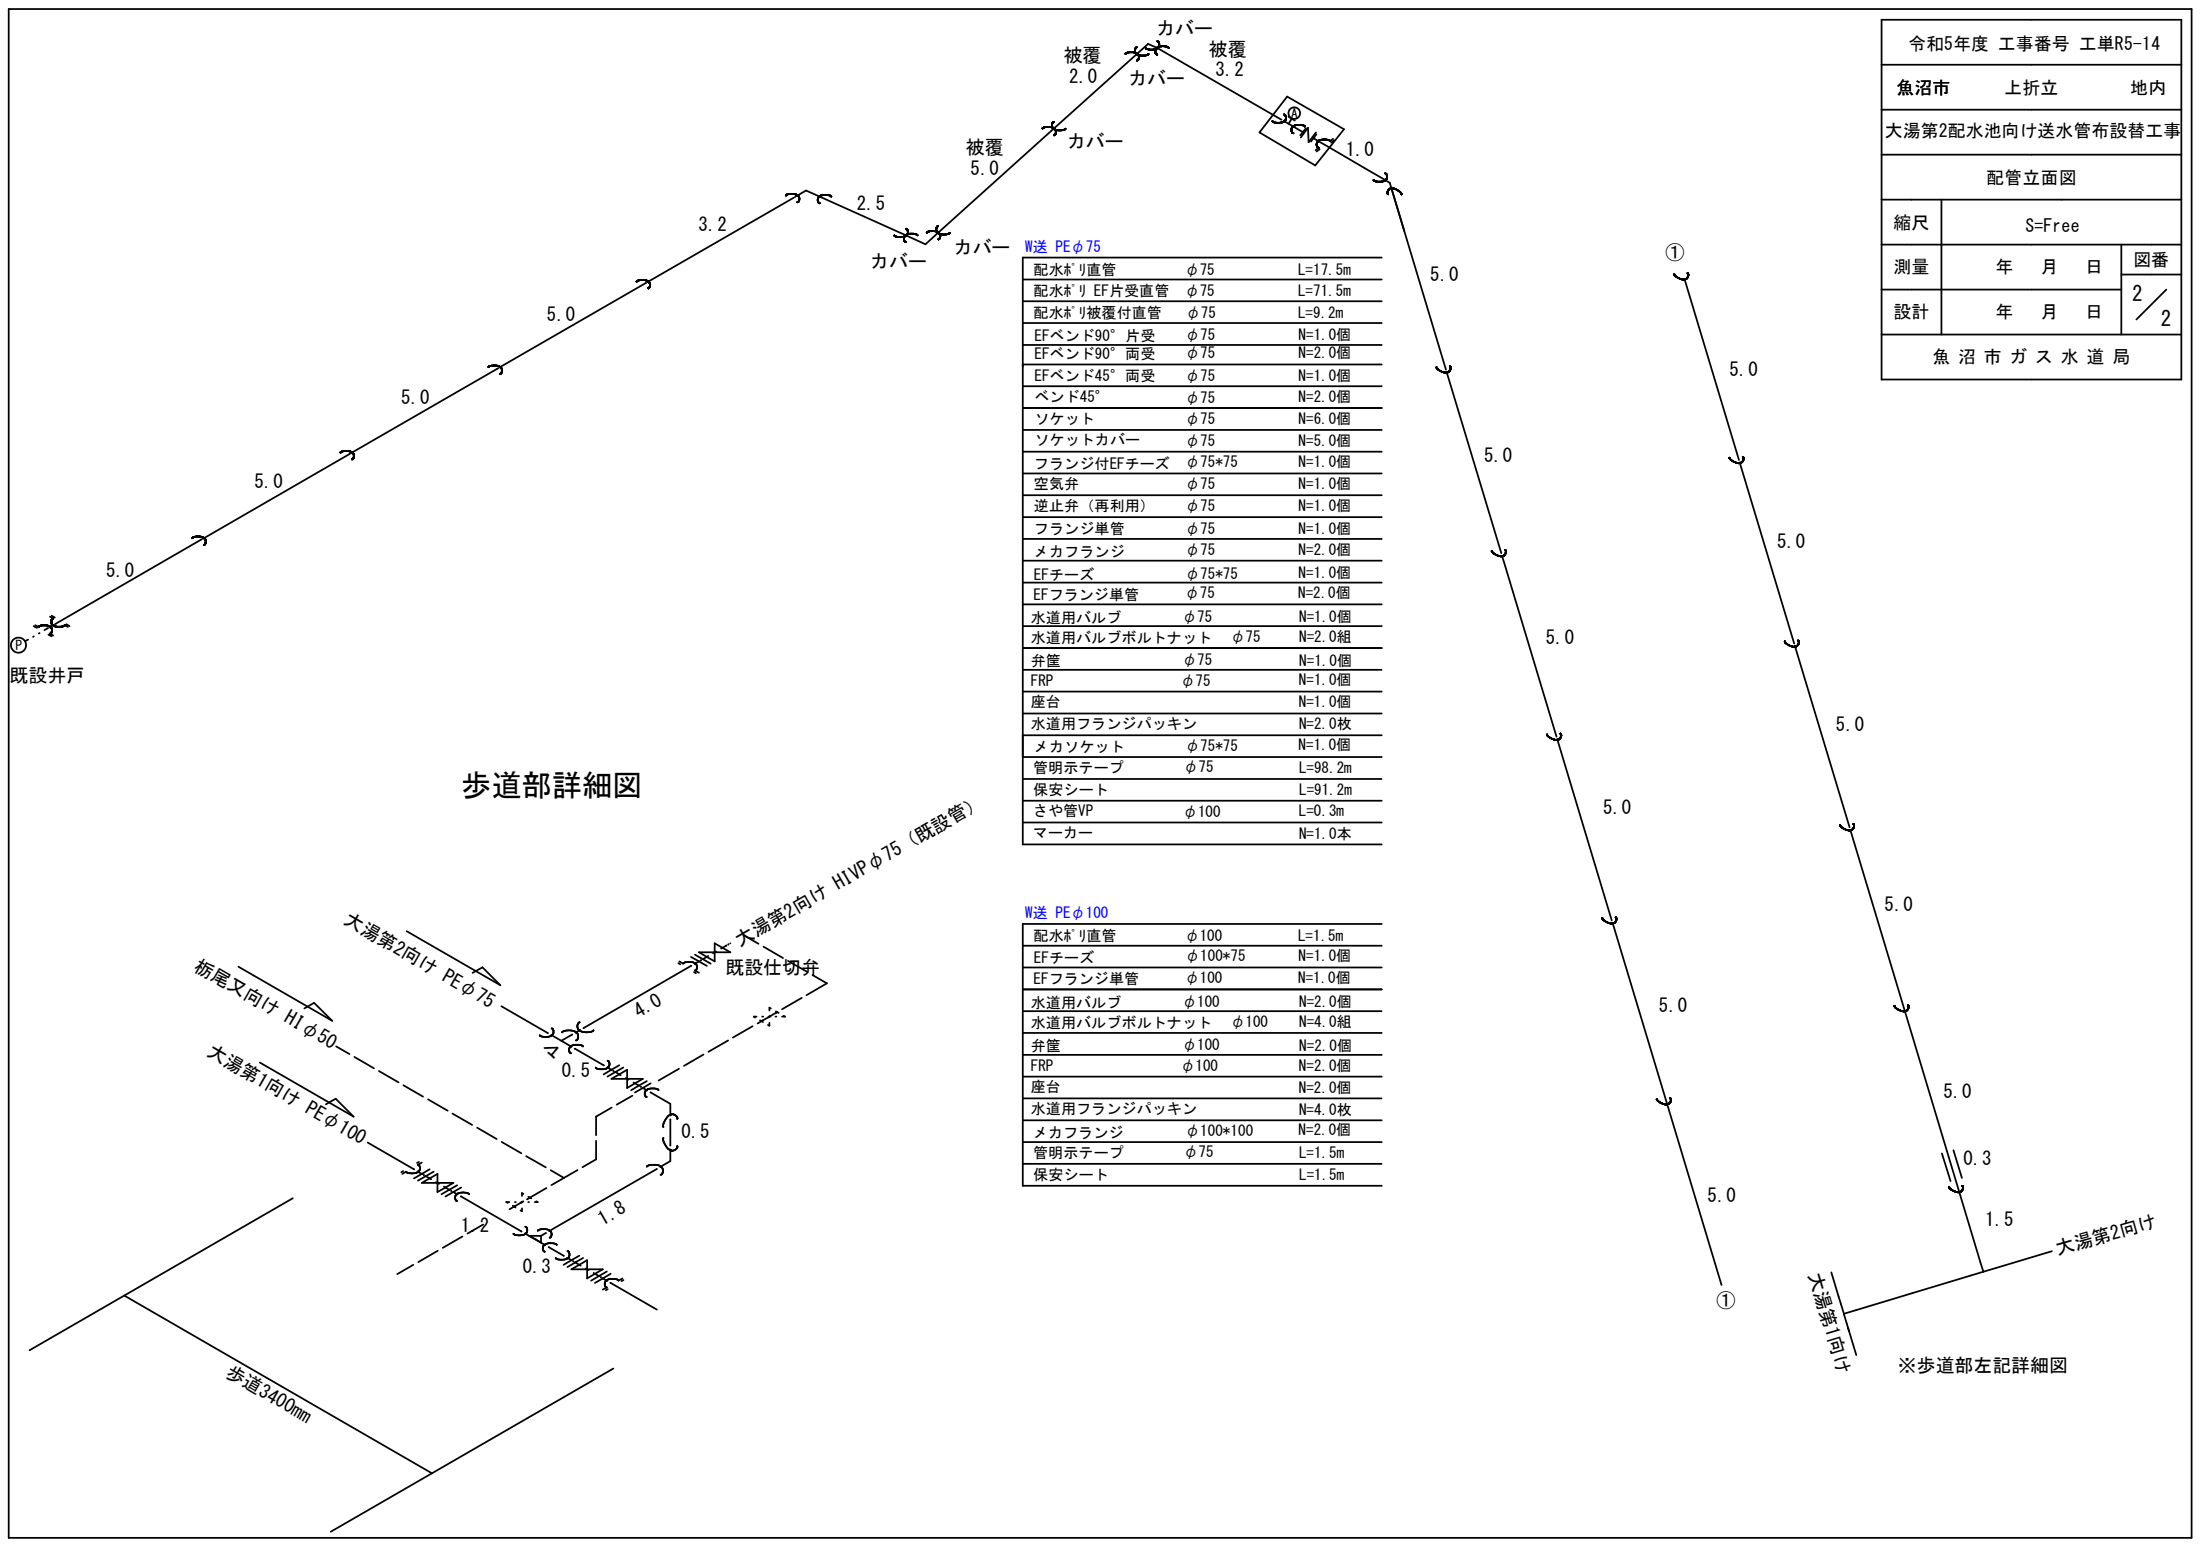 カバー
被覆
2.0
カバー
被覆
3.2
カバー
被覆
5.0
1.0
2.5
3.2
カバー
カバー
5.0
5.0
5.0
5.0
Ⓟ
既設井戸
Ⓐ
令和5年度 工事番号 工単R5-14
魚沼市 上折立 地内
大湯第2配水池向け送水管布設替工事
配管立面図
縮尺 S=Free
測量 年 月 日 図番
設計 年 月 日 2/2
魚沼市ガス水道局
W送 PEφ75
配水ﾎﾟﾘ直管 φ75 L=17.5m
配水ﾎﾟﾘ EF片受直管 φ75 L=71.5m
配水ﾎﾟﾘ被覆付直管 φ75 L=9.2m
EFベンド90° 片受 φ75 N=1.0個
EFベンド90° 両受 φ75 N=2.0個
EFベンド45° 両受 φ75 N=1.0個
ベンド45° φ75 N=2.0個
ソケット φ75 N=6.0個
ソケットカバー φ75 N=5.0個
フランジ付EFチーズ φ75*75 N=1.0個
空気弁 φ75 N=1.0個
逆止弁（再利用） φ75 N=1.0個
フランジ単管 φ75 N=1.0個
メカフランジ φ75 N=2.0個
EFチーズ φ75*75 N=1.0個
EFフランジ単管 φ75 N=2.0個
水道用バルブ φ75 N=1.0個
水道用バルブボルトナット φ75 N=2.0組
弁筐 φ75 N=1.0個
FRP φ75 N=1.0個
座台 N=1.0個
水道用フランジパッキン N=2.0枚
メカソケット φ75*75 N=1.0個
管明示テープ φ75 L=98.2m
保安シート L=91.2m
さや管VP φ100 L=0.3m
マーカー N=1.0本
W送 PEφ100
配水ﾎﾟﾘ直管 φ100 L=1.5m
EFチーズ φ100*75 N=1.0個
EFフランジ単管 φ100 N=1.0個
水道用バルブ φ100 N=2.0個
水道用バルブボルトナット φ100 N=4.0組
弁筐 φ100 N=2.0個
FRP φ100 N=2.0個
座台 N=2.0個
水道用フランジパッキン N=4.0枚
メカフランジ φ100*100 N=2.0個
管明示テープ φ75 L=1.5m
保安シート L=1.5m
5.0
5.0
5.0
5.0
5.0
5.0
①
①
5.0
5.0
5.0
5.0
5.0
0.3
1.5
大湯第2向け
大湯第1向け
※歩道部左記詳細図
歩道部詳細図
大湯第2向け HIVPφ75（既設管）
大湯第2向け PEφ75
既設仕切弁
栃尾又向け HIφ50
4.0
大湯第1向け PEφ100
0.5
0.5
1.8
1.2
0.3
歩道3400mm